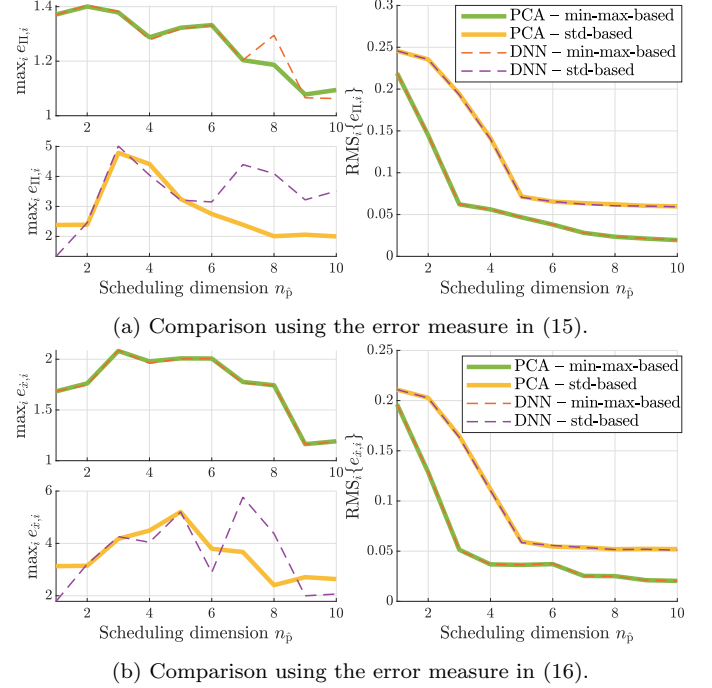 1.4
1.2
1
2 4 6 8 10
max_i e_{Π,i}
5
4
3
2
2 4 6 8 10
max_i e_{Π,i}
Scheduling dimension n_{p̂}
0.3
0.25
0.2
0.15
0.1
0.05
0
2 4 6 8 10
RMS_i{e_{Π,i}}
Scheduling dimension n_{p̂}
PCA – min-max-based
PCA – std-based
DNN – min-max-based
DNN – std-based
(a) Comparison using the error measure in (15).
2
1.5
1
2 4 6 8 10
max_i e_{ẋ,i}
6
4
2
2 4 6 8 10
max_i e_{ẋ,i}
Scheduling dimension n_{p̂}
0.25
0.2
0.15
0.1
0.05
0
2 4 6 8 10
RMS_i{e_{ẋ,i}}
Scheduling dimension n_{p̂}
PCA – min-max-based
PCA – std-based
DNN – min-max-based
DNN – std-based
(b) Comparison using the error measure in (16).